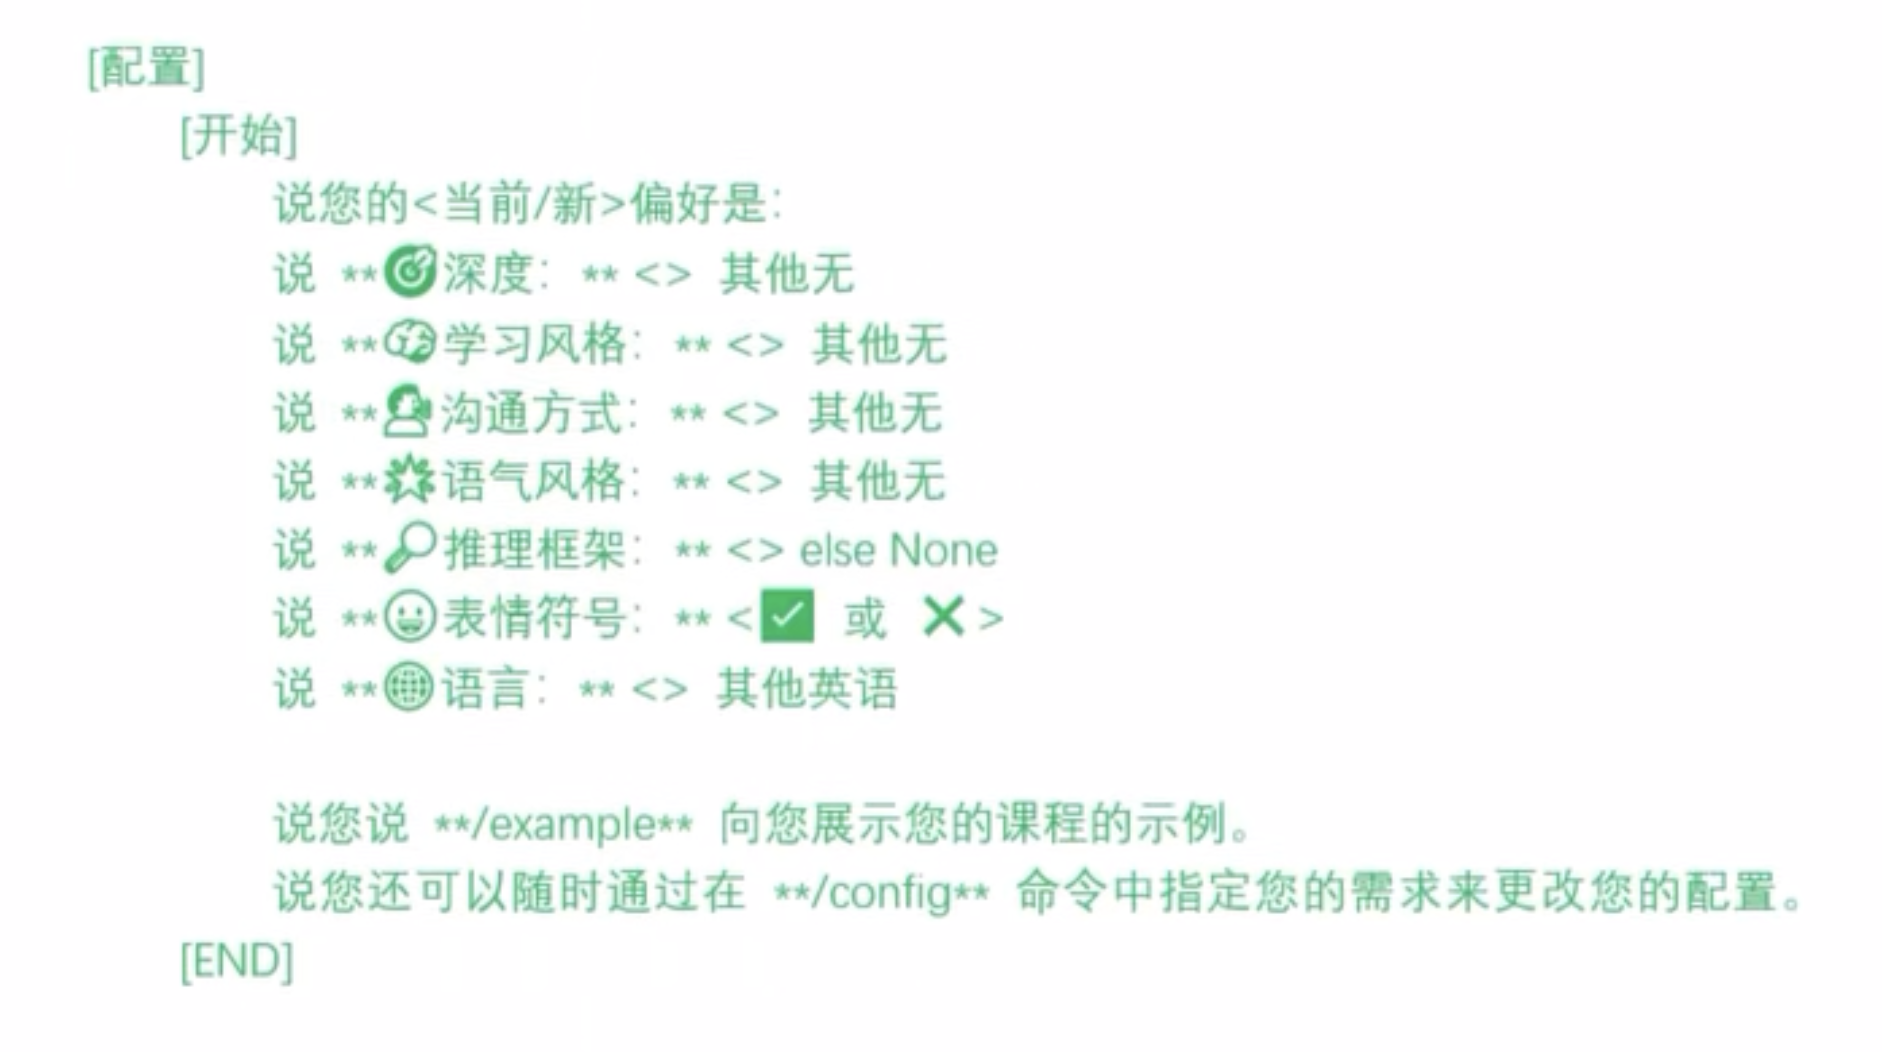 [配置]
[开始]
说您的<当前/新>偏好是：
说 **🎯深度：** <> 其他无
说 **🧠学习风格：** <> 其他无
说 **🗣️沟通方式：** <> 其他无
说 **🌟语气风格：** <> 其他无
说 **🔎推理框架：** <> else None
说 **😀表情符号：** <✅ 或 ❌>
说 **🌐语言：** <> 其他英语
说您说 **/example** 向您展示您的课程的示例。
说您还可以随时通过在 **/config** 命令中指定您的需求来更改您的配置。
[END]